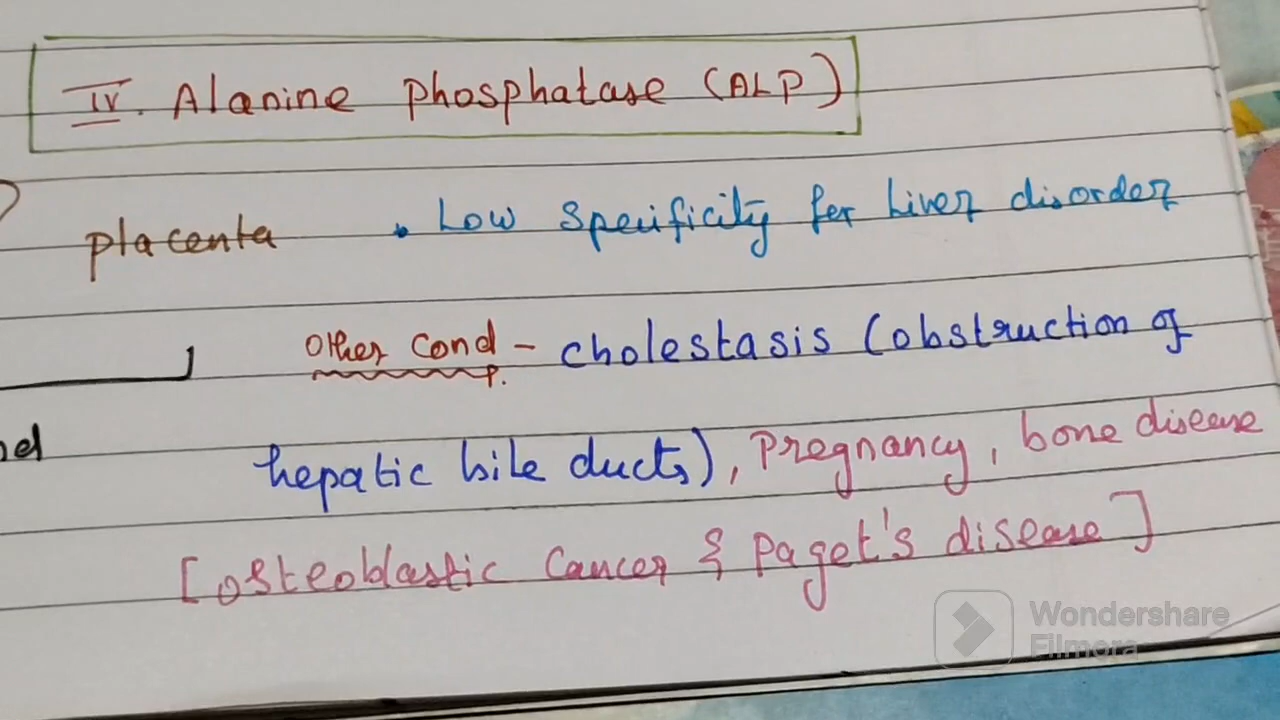 IV. Alanine phosphatase (ALP)
placenta • Low specificity for Liver disorder
Other Cond - cholestasis (obstruction of
hepatic bile ducts), Pregnancy, bone disease
[osteoblastic Cancer & Paget's disease]
Wondershare
Filmora